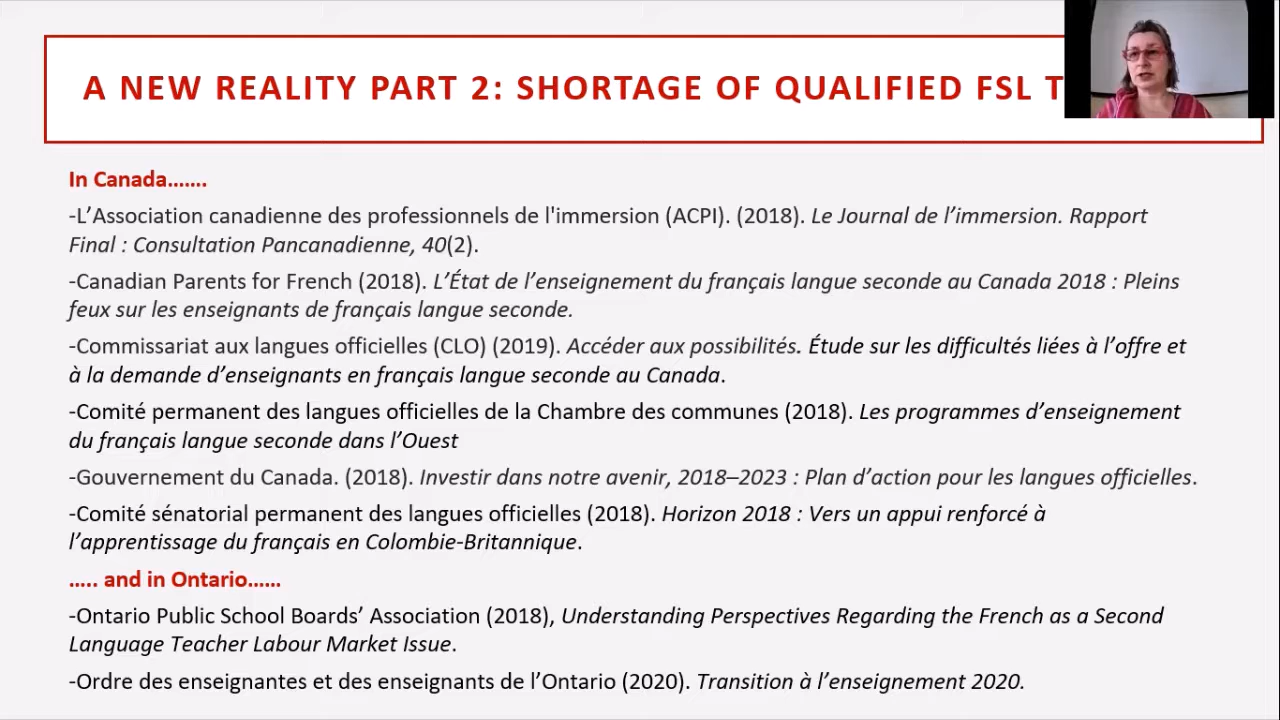 A NEW REALITY PART 2: SHORTAGE OF QUALIFIED FSL T
In Canada…….
-L’Association canadienne des professionnels de l'immersion (ACPI). (2018). Le Journal de l’immersion. Rapport
Final : Consultation Pancanadienne, 40(2).
-Canadian Parents for French (2018). L’État de l’enseignement du français langue seconde au Canada 2018 : Pleins
feux sur les enseignants de français langue seconde.
-Commissariat aux langues officielles (CLO) (2019). Accéder aux possibilités. Étude sur les difficultés liées à l’offre et
à la demande d’enseignants en français langue seconde au Canada.
-Comité permanent des langues officielles de la Chambre des communes (2018). Les programmes d’enseignement
du français langue seconde dans l’Ouest
-Gouvernement du Canada. (2018). Investir dans notre avenir, 2018–2023 : Plan d’action pour les langues officielles.
-Comité sénatorial permanent des langues officielles (2018). Horizon 2018 : Vers un appui renforcé à
l’apprentissage du français en Colombie-Britannique.
….. and in Ontario……
-Ontario Public School Boards’ Association (2018), Understanding Perspectives Regarding the French as a Second
Language Teacher Labour Market Issue.
-Ordre des enseignantes et des enseignants de l’Ontario (2020). Transition à l’enseignement 2020.